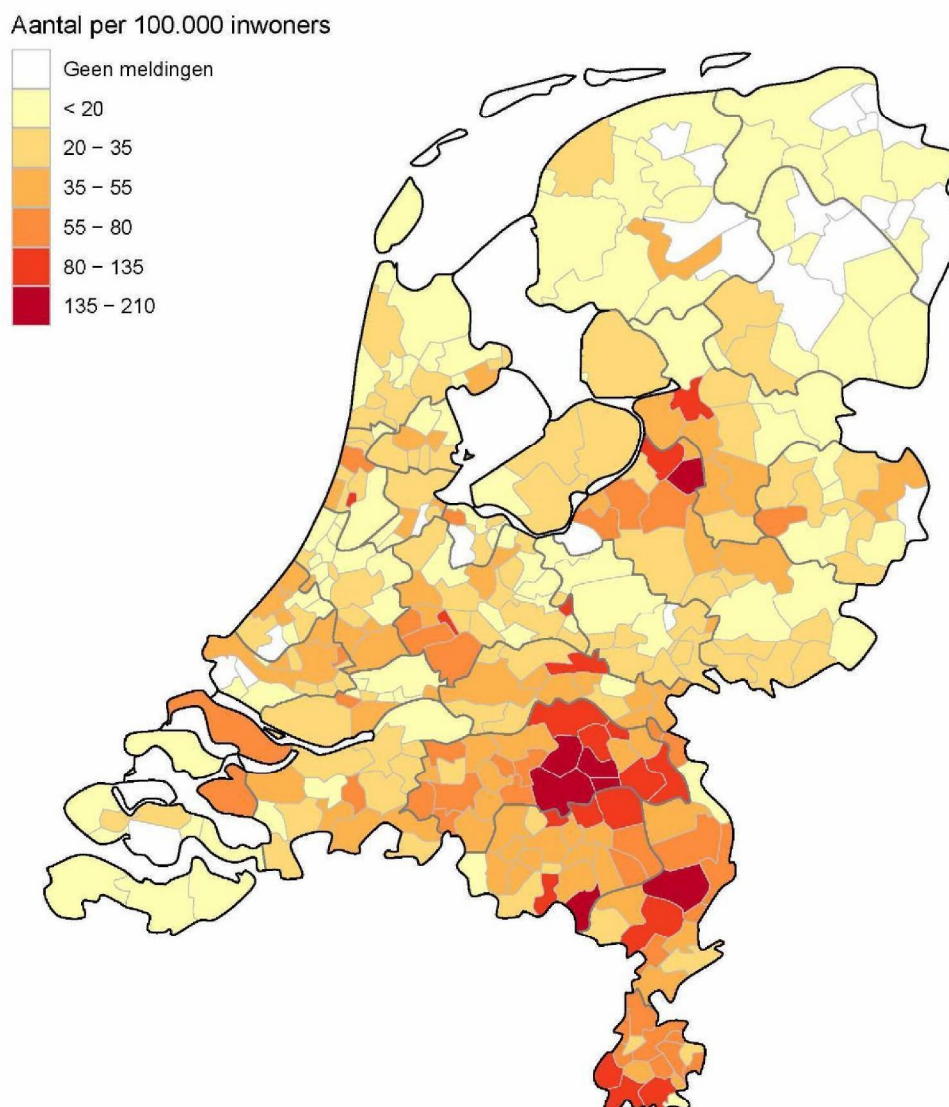 Aantal per 100.000 inwoners
Geen meldingen
< 20
20 – 35
35 – 55
55 – 80
80 – 135
135 – 210